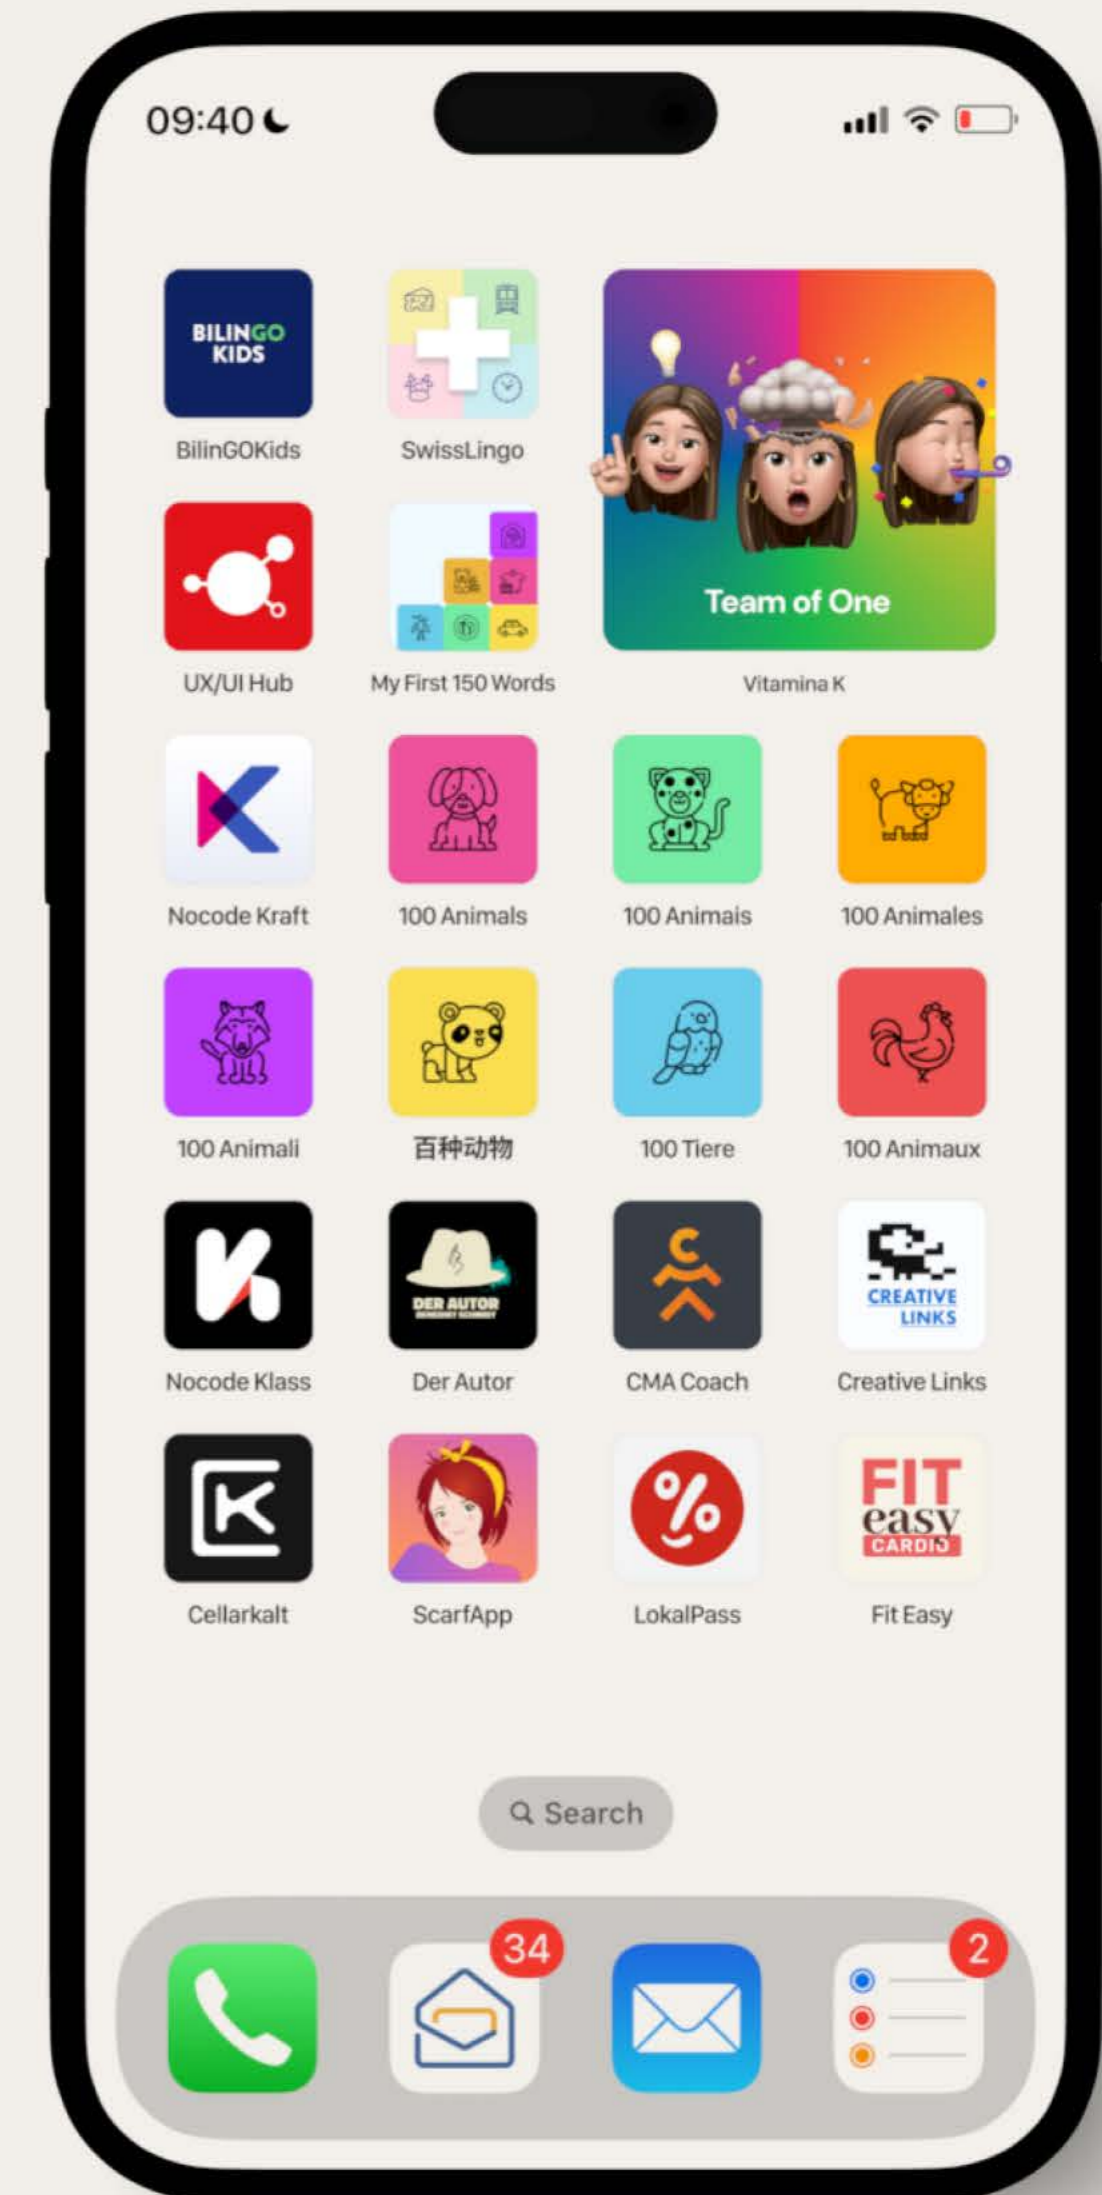 09:40
BILINGO
KIDS
BilinGOKids
SwissLingo
Team of One
UX/UI Hub
My First 150 Words
Vitamina K
Nocode Kraft
100 Animals
100 Animais
100 Animales
100 Animali
百种动物
100 Tiere
100 Animaux
DER AUTOR
CREATIVE
LINKS
Nocode Klass
Der Autor
CMA Coach
Creative Links
%
FIT
easy
CARDIO
Cellarkalt
ScarfApp
LokalPass
Fit Easy
Search
34
2